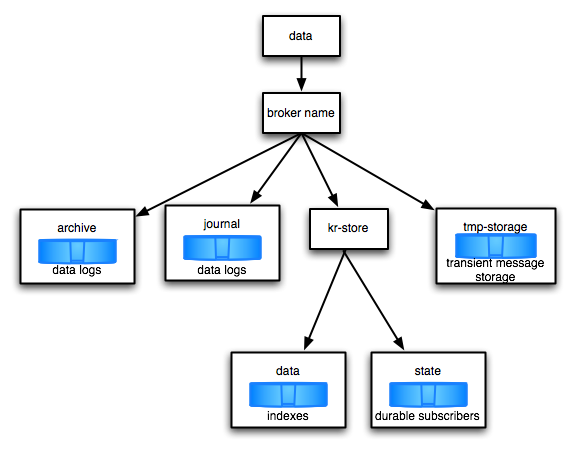 data
broker name
archive
data logs
journal
data logs
kr-store
tmp-storage
transient message
storage
data
indexes
state
durable subscribers